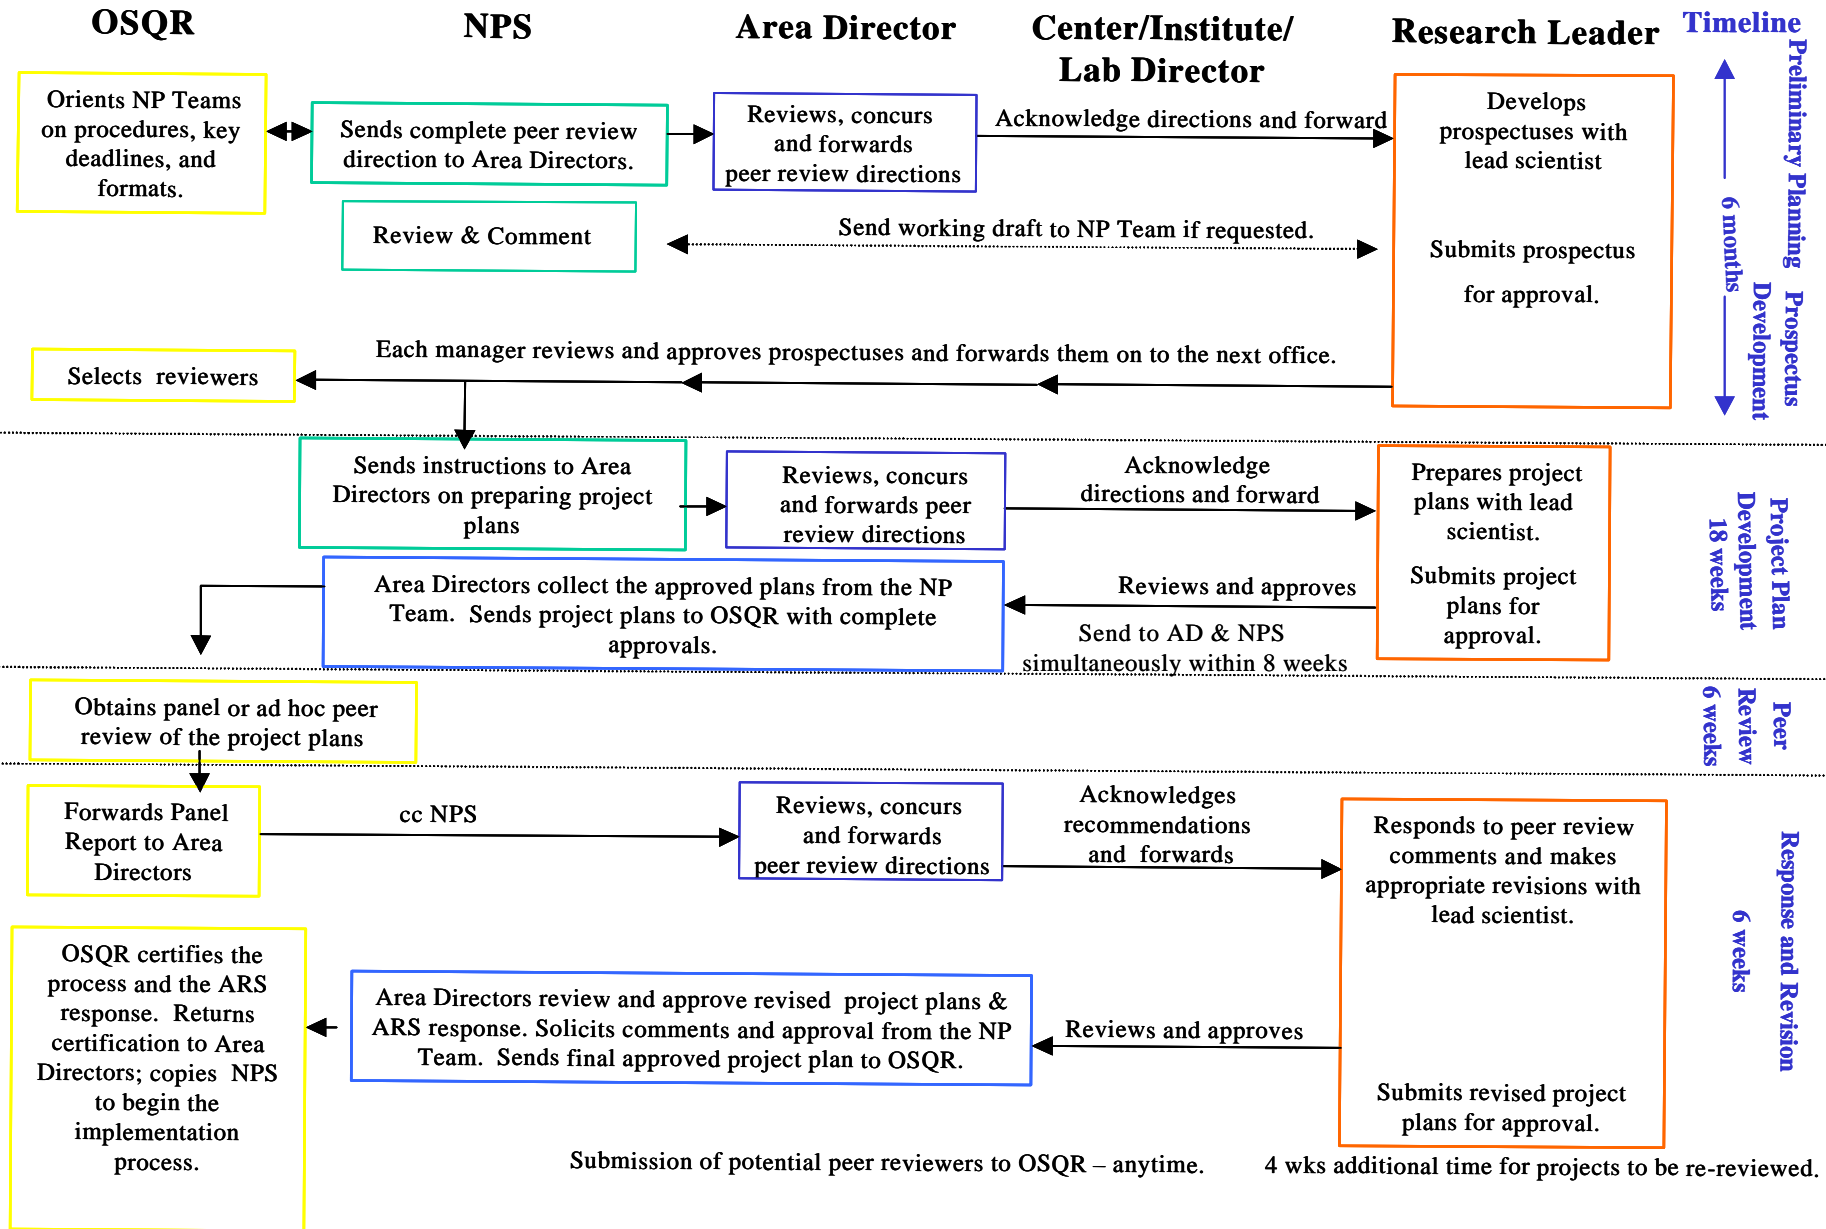 OSQR
NPS
Area Director
Center/Institute/
Lab Director
Research Leader
Timeline
Orients NP Teams
on procedures, key
deadlines, and
formats.
Sends complete peer review
direction to Area Directors.
Reviews, concurs
and forwards
peer review directions
Acknowledge directions and forward
Develops
prospectuses with
lead scientist
Review & Comment
Send working draft to NP Team if requested.
Submits prospectus
for approval.
Preliminary Planning
6 months
Prospectus
Development
Selects reviewers
Each manager reviews and approves prospectuses and forwards them on to the next office.
Sends instructions to Area
Directors on preparing project
plans
Reviews, concurs
and forwards peer
review directions
Acknowledge
directions and forward
Prepares project
plans with lead
scientist.
Submits project
plans for
approval.
Project Plan
Development
18 weeks
Area Directors collect the approved plans from the NP
Team. Sends project plans to OSQR with complete
approvals.
Reviews and approves
Send to AD & NPS
simultaneously within 8 weeks
Obtains panel or ad hoc peer
review of the project plans
Peer
Review
6 weeks
Forwards Panel
Report to Area
Directors
cc NPS
Reviews, concurs
and forwards
peer review directions
Acknowledges
recommendations
and forwards
Responds to peer review
comments and makes
appropriate revisions with
lead scientist.
Response and Revision
6 weeks
OSQR certifies the
process and the ARS
response. Returns
certification to Area
Directors; copies NPS
to begin the
implementation
process.
Area Directors review and approve revised project plans &
ARS response. Solicits comments and approval from the NP
Team. Sends final approved project plan to OSQR.
Reviews and approves
Submits revised project
plans for approval.
Submission of potential peer reviewers to OSQR – anytime.
4 wks additional time for projects to be re-reviewed.